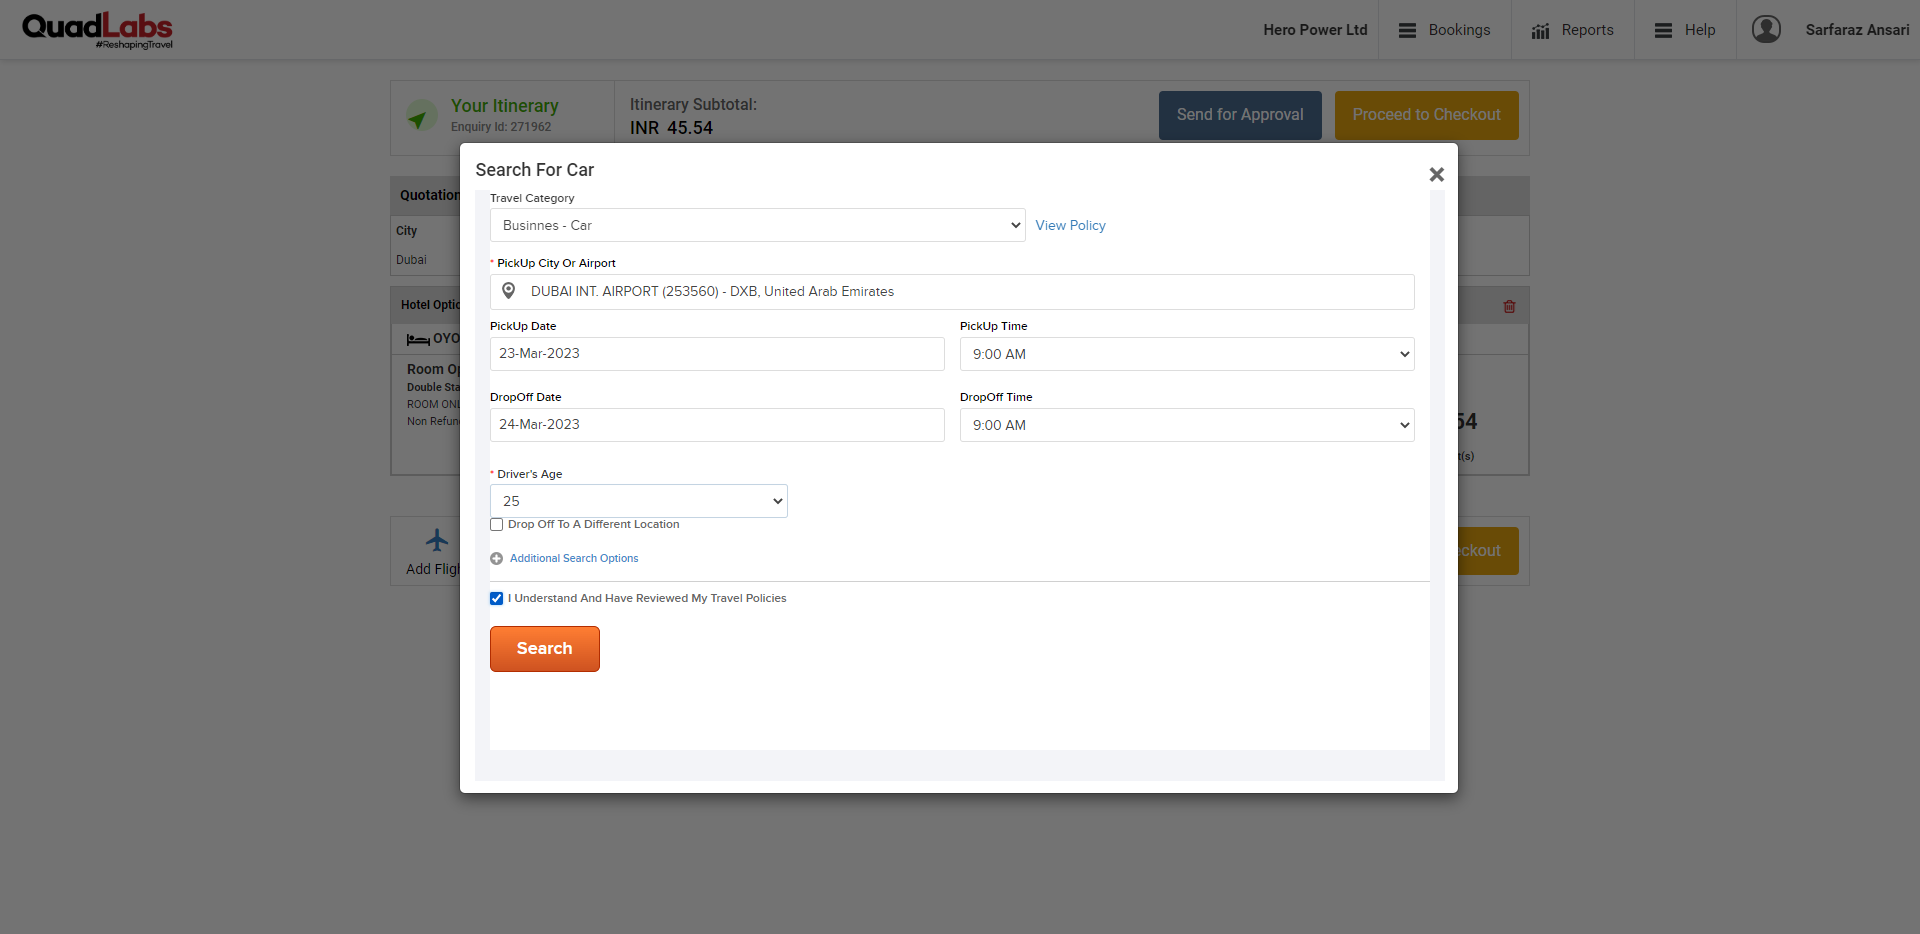 QuadLabs
#ReshapingTravel
Hero Power Ltd
Bookings
Reports
Help
Sarfaraz Ansari
Your Itinerary
Enquiry Id: 271962
Itinerary Subtotal:
INR 45.54
Send for Approval
Proceed to Checkout
Quotation
City
Dubai
Hotel Optio
OYO
Room Op
Double Sta
ROOM ONL
Non Refun
54
t(s)
Add Fligh
eckout
Search For Car
×
Travel Category
Businnes - Car
View Policy
* PickUp City Or Airport
DUBAI INT. AIRPORT (253560) - DXB, United Arab Emirates
PickUp Date
PickUp Time
23-Mar-2023
9:00 AM
DropOff Date
DropOff Time
24-Mar-2023
9:00 AM
* Driver's Age
25
Drop Off To A Different Location
Additional Search Options
I Understand And Have Reviewed My Travel Policies
Search